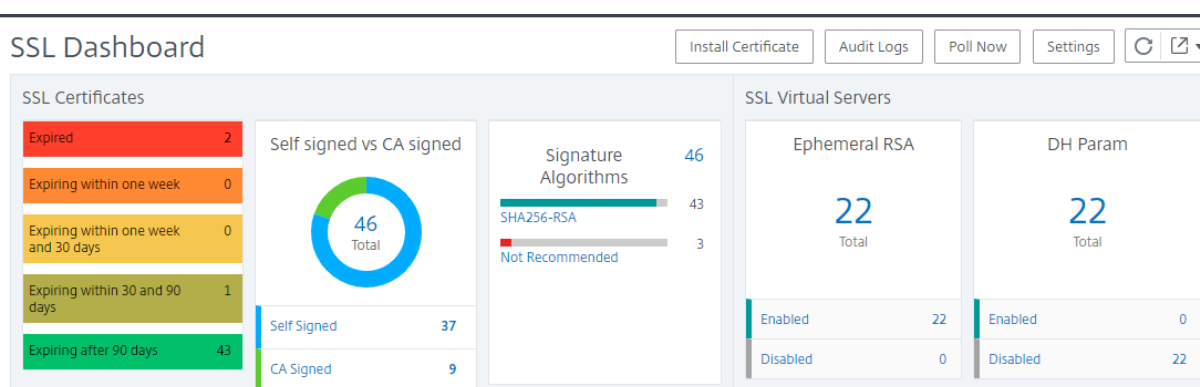 SSL Dashboard
Install Certificate
Audit Logs
Poll Now
Settings
SSL Certificates
Expired 2
Expiring within one week 0
Expiring within one week 0
and 30 days
Expiring within 30 and 90 1
days
Expiring after 90 days 43
Self signed vs CA signed
46
Total
Self Signed 37
CA Signed 9
Signature 46
Algorithms
43
SHA256-RSA
3
Not Recommended
SSL Virtual Servers
Ephemeral RSA
22
Total
Enabled 22
Disabled 0
DH Param
22
Total
Enabled 0
Disabled 22